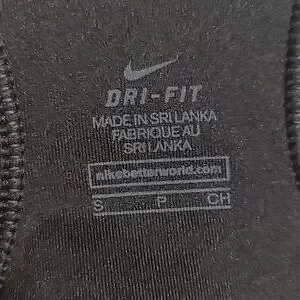 DRI-FIT
MADE IN SRI LANKA
FABRIQUE AU
SRI LANKA
nikebetterworld.com
S P CH